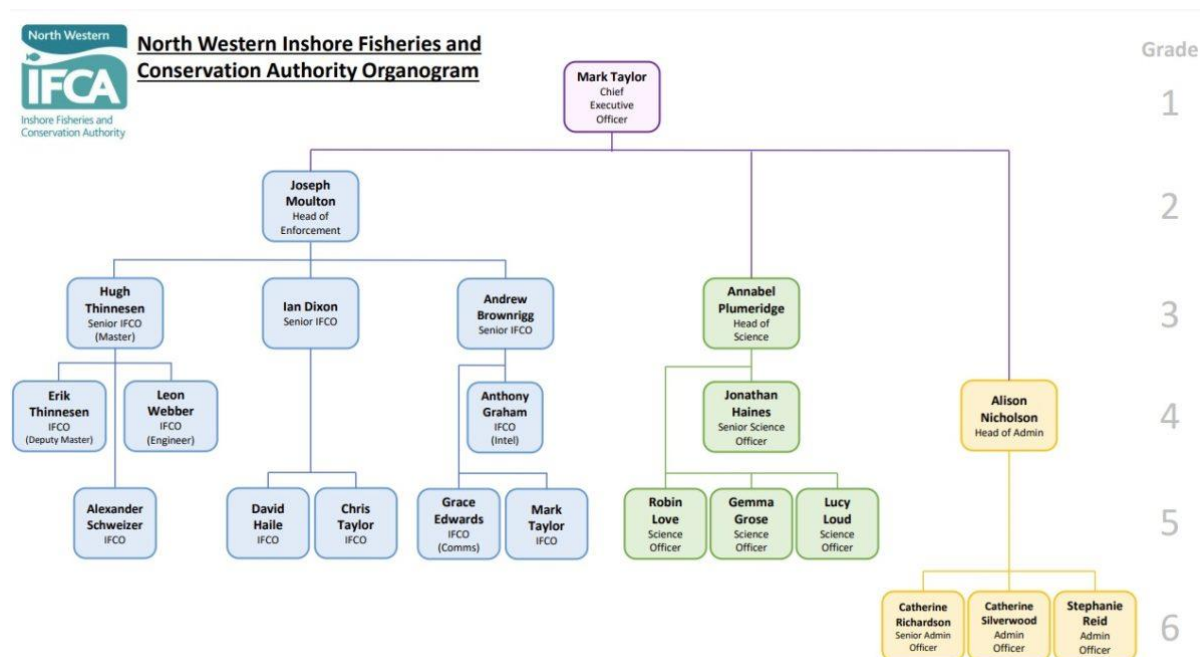 North Western
IFCA
Inshore Fisheries and
Conservation Authority
North Western Inshore Fisheries and
Conservation Authority Organogram
Grade
Mark Taylor
Chief
Executive
Officer
1
Joseph
Moulton
Head of
Enforcement
2
Hugh
Thinnesen
Senior IFCO
(Master)
Ian Dixon
Senior IFCO
Andrew
Brownrigg
Senior IFCO
Annabel
Plumeridge
Head of
Science
3
Erik
Thinnesen
IFCO
(Deputy Master)
Leon
Webber
IFCO
(Engineer)
Anthony
Graham
IFCO
(Intel)
Jonathan
Haines
Senior Science
Officer
Alison
Nicholson
Head of Admin
4
Alexander
Schweizer
IFCO
David
Haile
IFCO
Chris
Taylor
IFCO
Grace
Edwards
IFCO
(Comms)
Mark
Taylor
IFCO
Robin
Love
Science
Officer
Gemma
Grose
Science
Officer
Lucy
Loud
Science
Officer
5
Catherine
Richardson
Senior Admin
Officer
Catherine
Silverwood
Admin
Officer
Stephanie
Reid
Admin
Officer
6